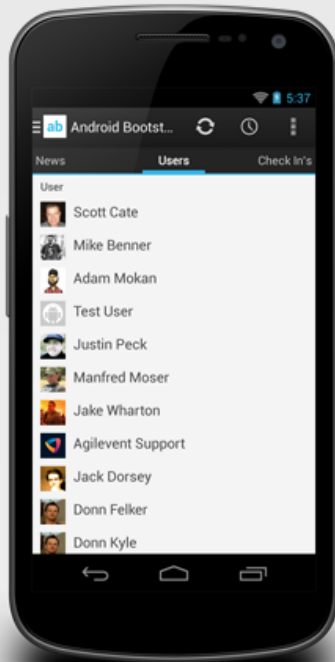 5:37
ab Android Bootst...
News Users Check In's
User
Scott Cate
Mike Benner
Adam Mokan
Test User
Justin Peck
Manfred Moser
Jake Wharton
Agilevent Support
Jack Dorsey
Donn Felker
Donn Kyle